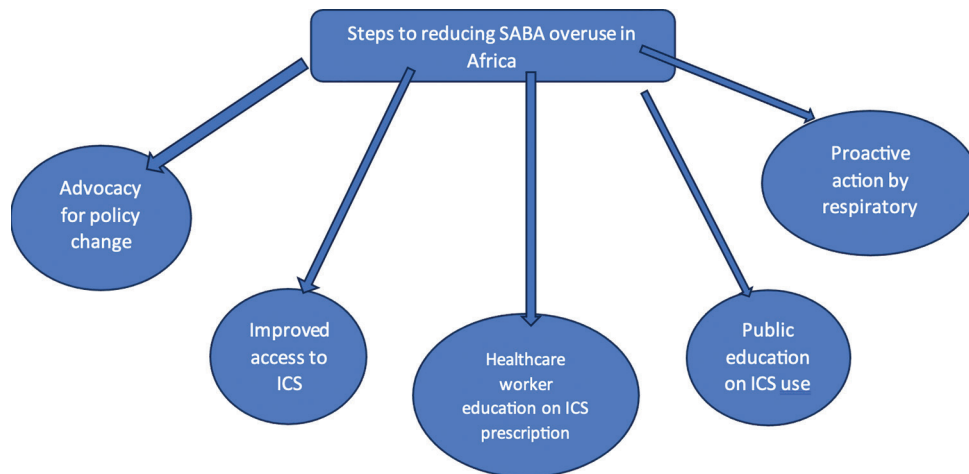 Steps to reducing SABA overuse in
Africa
Advocacy
for policy
change
Improved
access to
ICS
Healthcare
worker
education on ICS
prescription
Public
education
on ICS use
Proactive
action by
respiratory